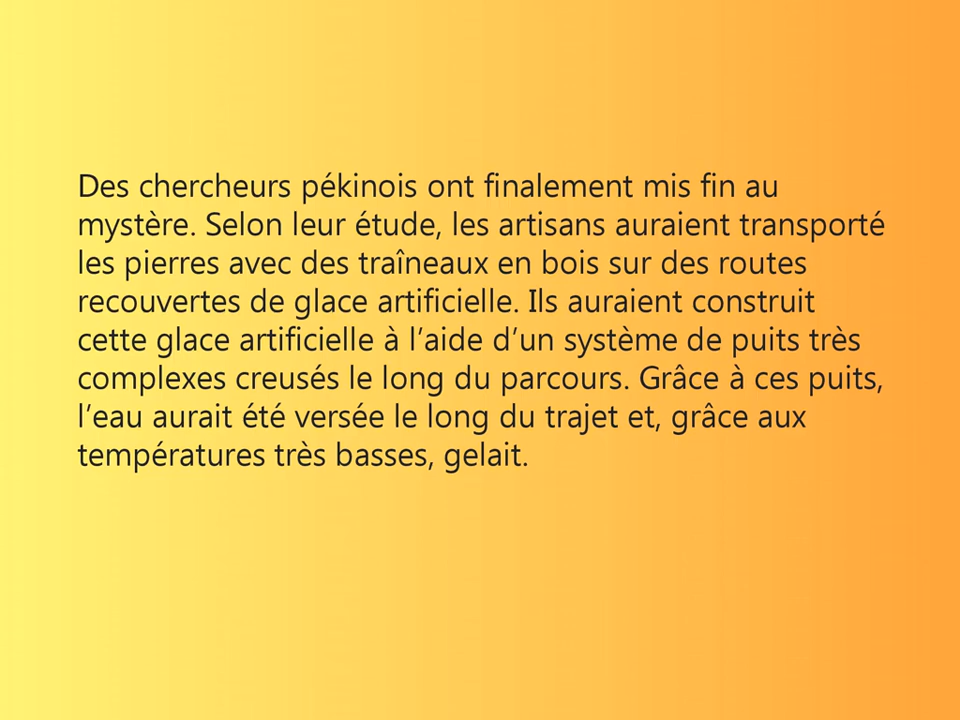 Des chercheurs pékinois ont finalement mis fin au
mystère. Selon leur étude, les artisans auraient transporté
les pierres avec des traîneaux en bois sur des routes
recouvertes de glace artificielle. Ils auraient construit
cette glace artificielle à l’aide d’un système de puits très
complexes creusés le long du parcours. Grâce à ces puits,
l’eau aurait été versée le long du trajet et, grâce aux
températures très basses, gelait.